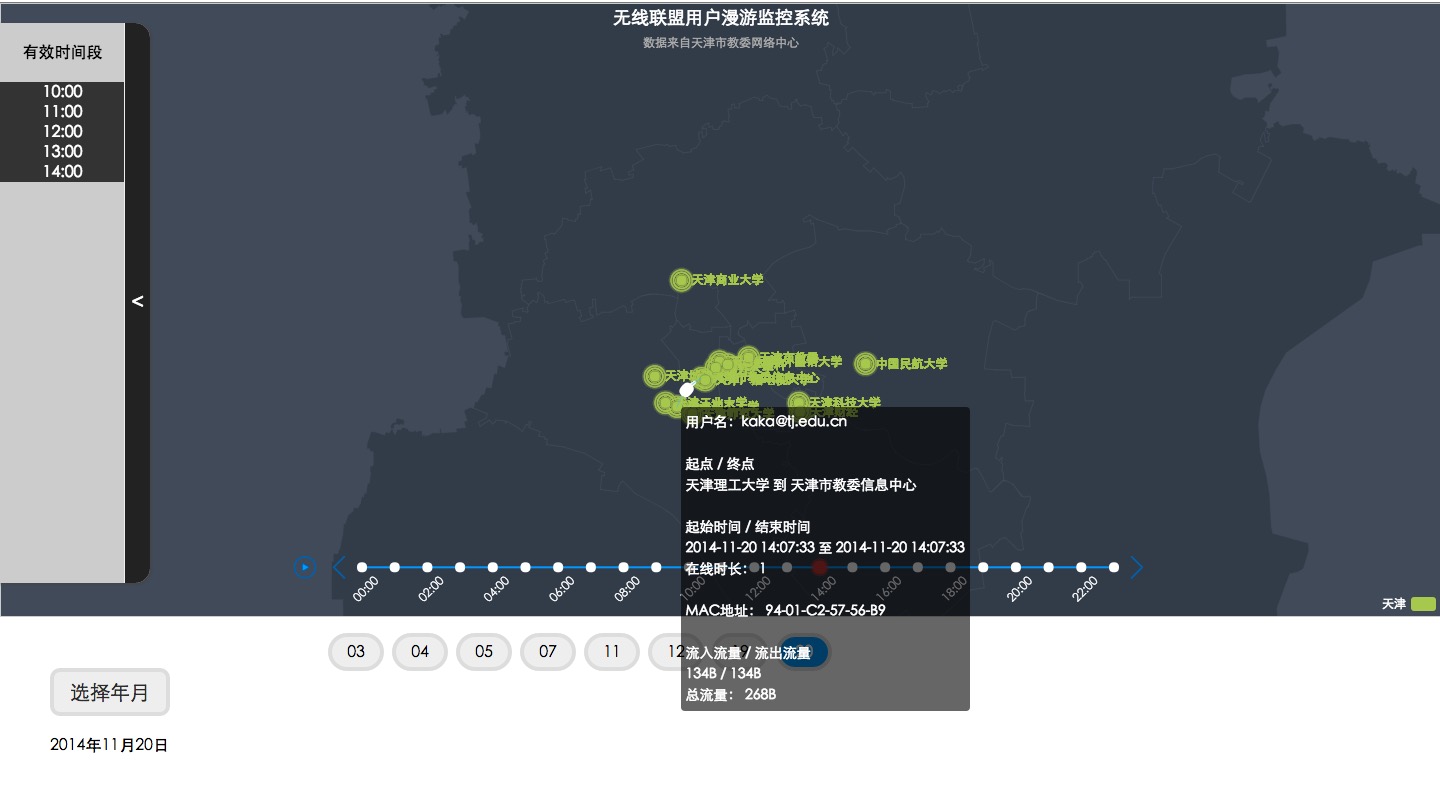 无线联盟用户漫游监控系统
数据来自天津市教委网络中心
有效时间段
10:00
11:00
12:00
13:00
14:00
<
天津商业大学
中国民航大学
天津科技大学
用户名：kaka@tj.edu.cn
起点 / 终点
天津理工大学 到 天津市教委信息中心
起始时间 / 结束时间
2014-11-20 14:07:33 至 2014-11-20 14:07:33
在线时长： 1
MAC地址： 94-01-C2-57-56-B9
流入流量 / 流出流量
134B / 134B
总流量： 268B
00:00
02:00
04:00
06:00
08:00
10:00
12:00
14:00
16:00
18:00
20:00
22:00
天津
03
04
05
07
11
12
19
选择年月
2014年11月20日